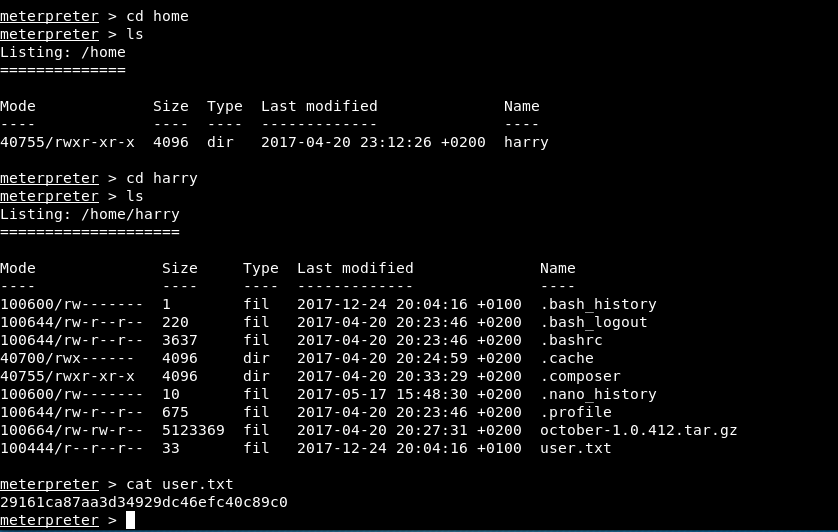 meterpreter > cd home
meterpreter > ls
Listing: /home
==============
Mode             Size  Type  Last modified              Name
----             ----  ----  -------------              ----
40755/rwxr-xr-x  4096  dir   2017-04-20 23:12:26 +0200  harry
meterpreter > cd harry
meterpreter > ls
Listing: /home/harry
====================
Mode              Size     Type  Last modified              Name
----              ----     ----  -------------              ----
100600/rw-------  1        fil   2017-12-24 20:04:16 +0100  .bash_history
100644/rw-r--r--  220      fil   2017-04-20 20:23:46 +0200  .bash_logout
100644/rw-r--r--  3637     fil   2017-04-20 20:23:46 +0200  .bashrc
40700/rwx------   4096     dir   2017-04-20 20:24:59 +0200  .cache
40755/rwxr-xr-x   4096     dir   2017-04-20 20:33:29 +0200  .composer
100600/rw-------  10       fil   2017-05-17 15:48:30 +0200  .nano_history
100644/rw-r--r--  675      fil   2017-04-20 20:23:46 +0200  .profile
100664/rw-rw-r--  5123369  fil   2017-04-20 20:27:31 +0200  october-1.0.412.tar.gz
100444/r--r--r--  33       fil   2017-12-24 20:04:16 +0100  user.txt
meterpreter > cat user.txt
29161ca87aa3d34929dc46efc40c89c0
meterpreter >